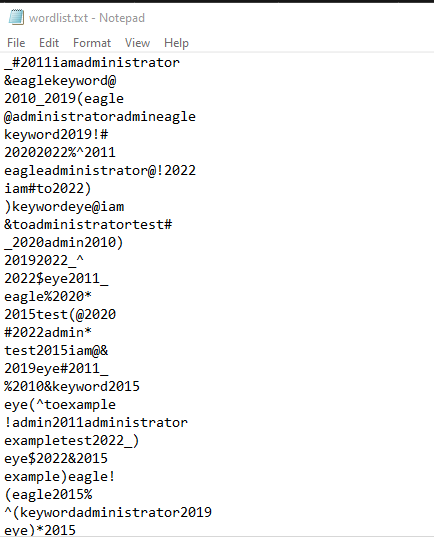 wordlist.txt - Notepad
File Edit Format View Help
_#2011iamadministrator
&eaglekeyword@
2010_2019(eagle
@administratoradmineagle
keyword2019!#
20202022%^2011
eagleadministrator@!2022
iam#to2022)
)keywordeye@iam
&toadministratortest#
_2020admin2010)
20192022_^
2022$eye2011_
eagle%2020*
2015test(@2020
#2022admin*
test2015iam@&
2019eye#2011_
%2010&keyword2015
eye(^toexample
!admin2011administrator
exampletest2022_)
eye$2022&2015
example)eagle!
(eagle2015%
^(keywordadministrator2019
eye)*2015